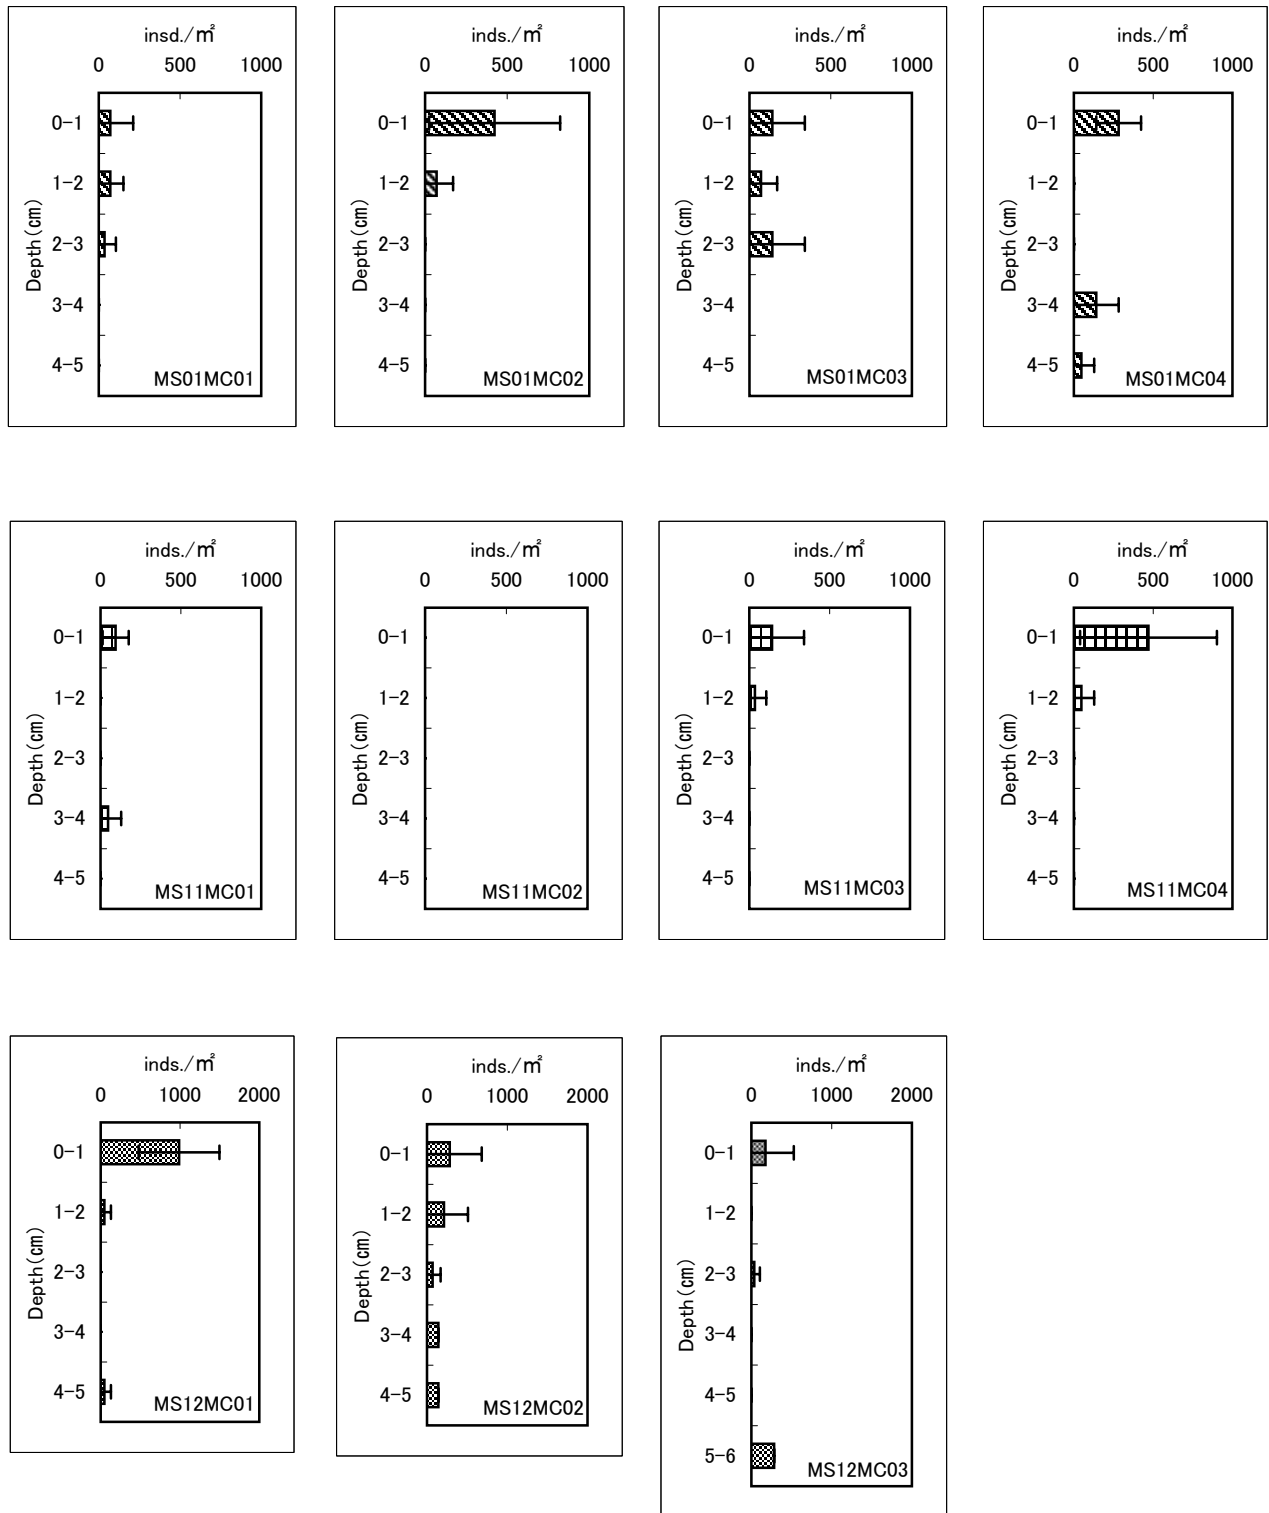 insd./㎡
0 500 1000
0-1
1-2
2-3
3-4
4-5
Depth(㎝)
MS01MC01
inds./㎡
0 500 1000
0-1
1-2
2-3
3-4
4-5
Depth(㎝)
MS01MC02
inds./㎡
0 500 1000
0-1
1-2
2-3
3-4
4-5
Depth(㎝)
MS01MC03
inds./㎡
0 500 1000
0-1
1-2
2-3
3-4
4-5
Depth(㎝)
MS01MC04
inds./㎡
0 500 1000
0-1
1-2
2-3
3-4
4-5
Depth(㎝)
MS11MC01
inds./㎡
0 500 1000
0-1
1-2
2-3
3-4
4-5
Depth(㎝)
MS11MC02
inds./㎡
0 500 1000
0-1
1-2
2-3
3-4
4-5
Depth(㎝)
MS11MC03
inds./㎡
0 500 1000
0-1
1-2
2-3
3-4
4-5
Depth(㎝)
MS11MC04
inds./㎡
0 1000 2000
0-1
1-2
2-3
3-4
4-5
Depth(㎝)
MS12MC01
inds./㎡
0 1000 2000
0-1
1-2
2-3
3-4
4-5
Depth(㎝)
MS12MC02
inds./㎡
0 1000 2000
0-1
1-2
2-3
3-4
4-5
5-6
Depth(㎝)
MS12MC03